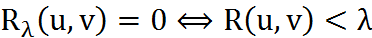 R_λ(u,v) = 0 ⇔ R(u,v) < λ